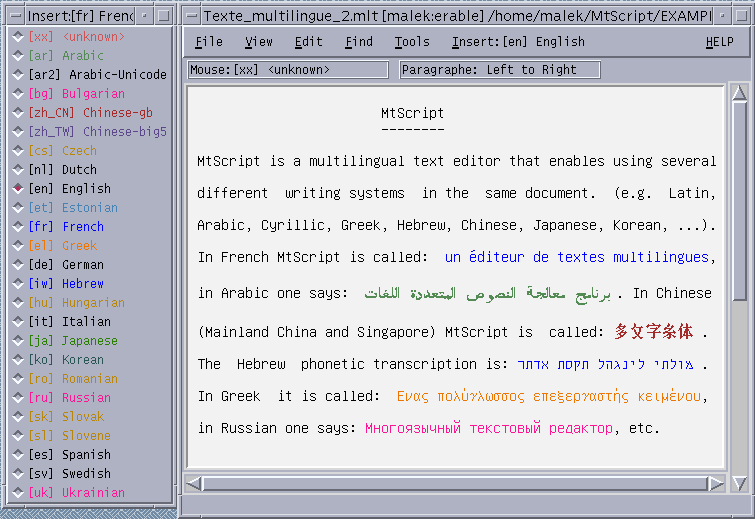 Insert:[fr] Frenc
[xx] <unknown>
[ar] Arabic
[ar2] Arabic-Unicode
[bg] Bulgarian
[zh_CN] Chinese-gb
[zh_TW] Chinese-big5
[cs] Czech
[nl] Dutch
[en] English
[et] Estonian
[fr] French
[el] Greek
[de] German
[iw] Hebrew
[hu] Hungarian
[it] Italian
[ja] Japanese
[ko] Korean
[ro] Romanian
[ru] Russian
[sk] Slovak
[sl] Slovene
[es] Spanish
[sv] Swedish
[uk] Ukrainian
Texte_multilingue_2.mlt [malek:erable] /home/malek/MtScript/EXAMPl
File View Edit Find Tools Insert:[en] English HELP
Mouse:[xx] <unknown> Paragraphe: Left to Right
MtScript
--------
MtScript is a multilingual text editor that enables using several
different writing systems in the same document. (e.g. Latin,
Arabic, Cyrillic, Greek, Hebrew, Chinese, Japanese, Korean, ...).
In French MtScript is called: un éditeur de textes multilingues,
in Arabic one says: برنامج معالجة النصوص المتعددة اللغات . In Chinese
(Mainland China and Singapore) MtScript is called: 多文字 .
The Hebrew phonetic transcription is: מולתי לינגהל תקסת אדתר .
In Greek it is called: Ενας πολύγλωσσος επεξεργαστής κειμένου,
in Russian one says: Многоязычный текстовый редактор, etc.